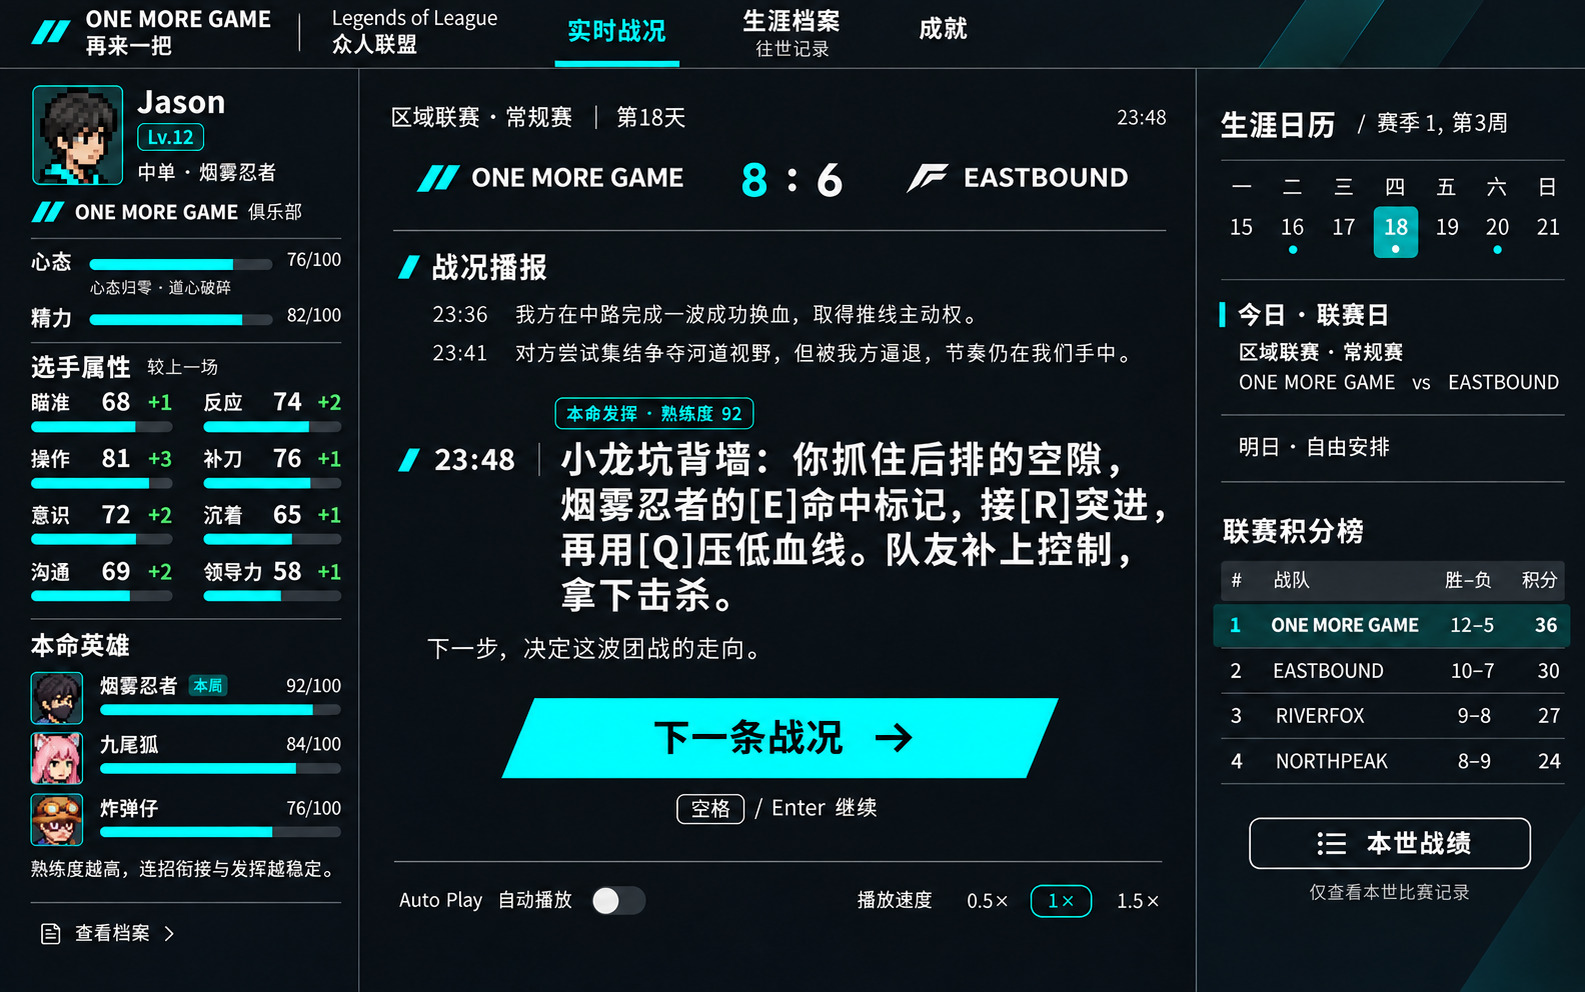 ONE MORE GAME
再来一把
Legends of League
众人联盟
实时战况
生涯档案
往世记录
成就
Jason
Lv.12
中单 · 烟雾忍者
ONE MORE GAME 俱乐部
心态 76/100
心态归零 · 道心破碎
精力 82/100
选手属性 较上一场
瞄准 68 +1 反应 74 +2
操作 81 +3 补刀 76 +1
意识 72 +2 沉着 65 +1
沟通 69 +2 领导力 58 +1
本命英雄
烟雾忍者 本局 92/100
九尾狐 84/100
炸弹仔 76/100
熟练度越高，连招衔接与发挥越稳定。
查看档案
区域联赛 · 常规赛 | 第18天 23:48
ONE MORE GAME 8 : 6 EASTBOUND
战况播报
23:36 我方在中路完成一波成功换血，取得推线主动权。
23:41 对方尝试集结争夺河道视野，但被我方逼退，节奏仍在我们手中。
本命发挥 · 熟练度 92
23:48 小龙坑背墙：你抓住后排的空隙，
烟雾忍者的[E]命中标记，接[R]突进，
再用[Q]压低血线。队友补上控制，
拿下击杀。
下一步，决定这波团战的走向。
下一条战况 →
空格 / Enter 继续
Auto Play 自动播放 播放速度 0.5× 1× 1.5×
生涯日历 / 赛季 1, 第3周
一 二 三 四 五 六 日
15 16 17 18 19 20 21
今日 · 联赛日
区域联赛 · 常规赛
ONE MORE GAME vs EASTBOUND
明日 · 自由安排
联赛积分榜
# 战队 胜–负 积分
1 ONE MORE GAME 12–5 36
2 EASTBOUND 10–7 30
3 RIVERFOX 9–8 27
4 NORTHPEAK 8–9 24
本世战绩
仅查看本世比赛记录